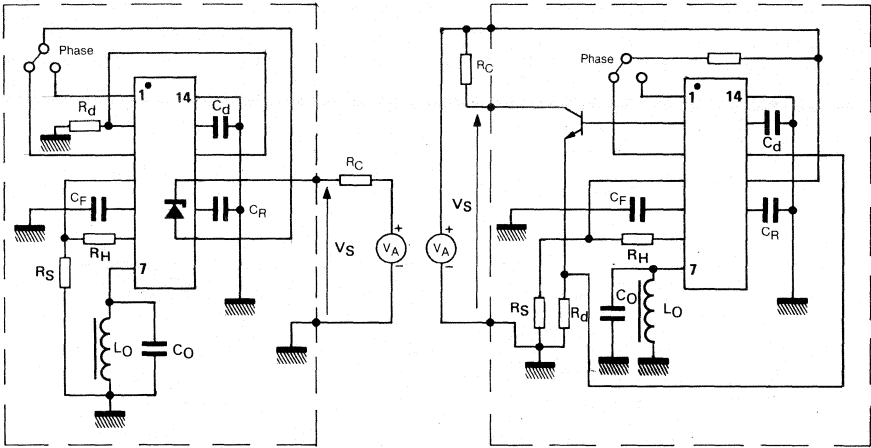 Phase
1
14
Rd
Cd
CF
CR
RS
RH
7
LO
CO
RC
VS
VA
+
−
RC
VS
VA
+
−
Phase
1
14
Cd
CF
CR
RH
7
RS
Rd
CO
LO